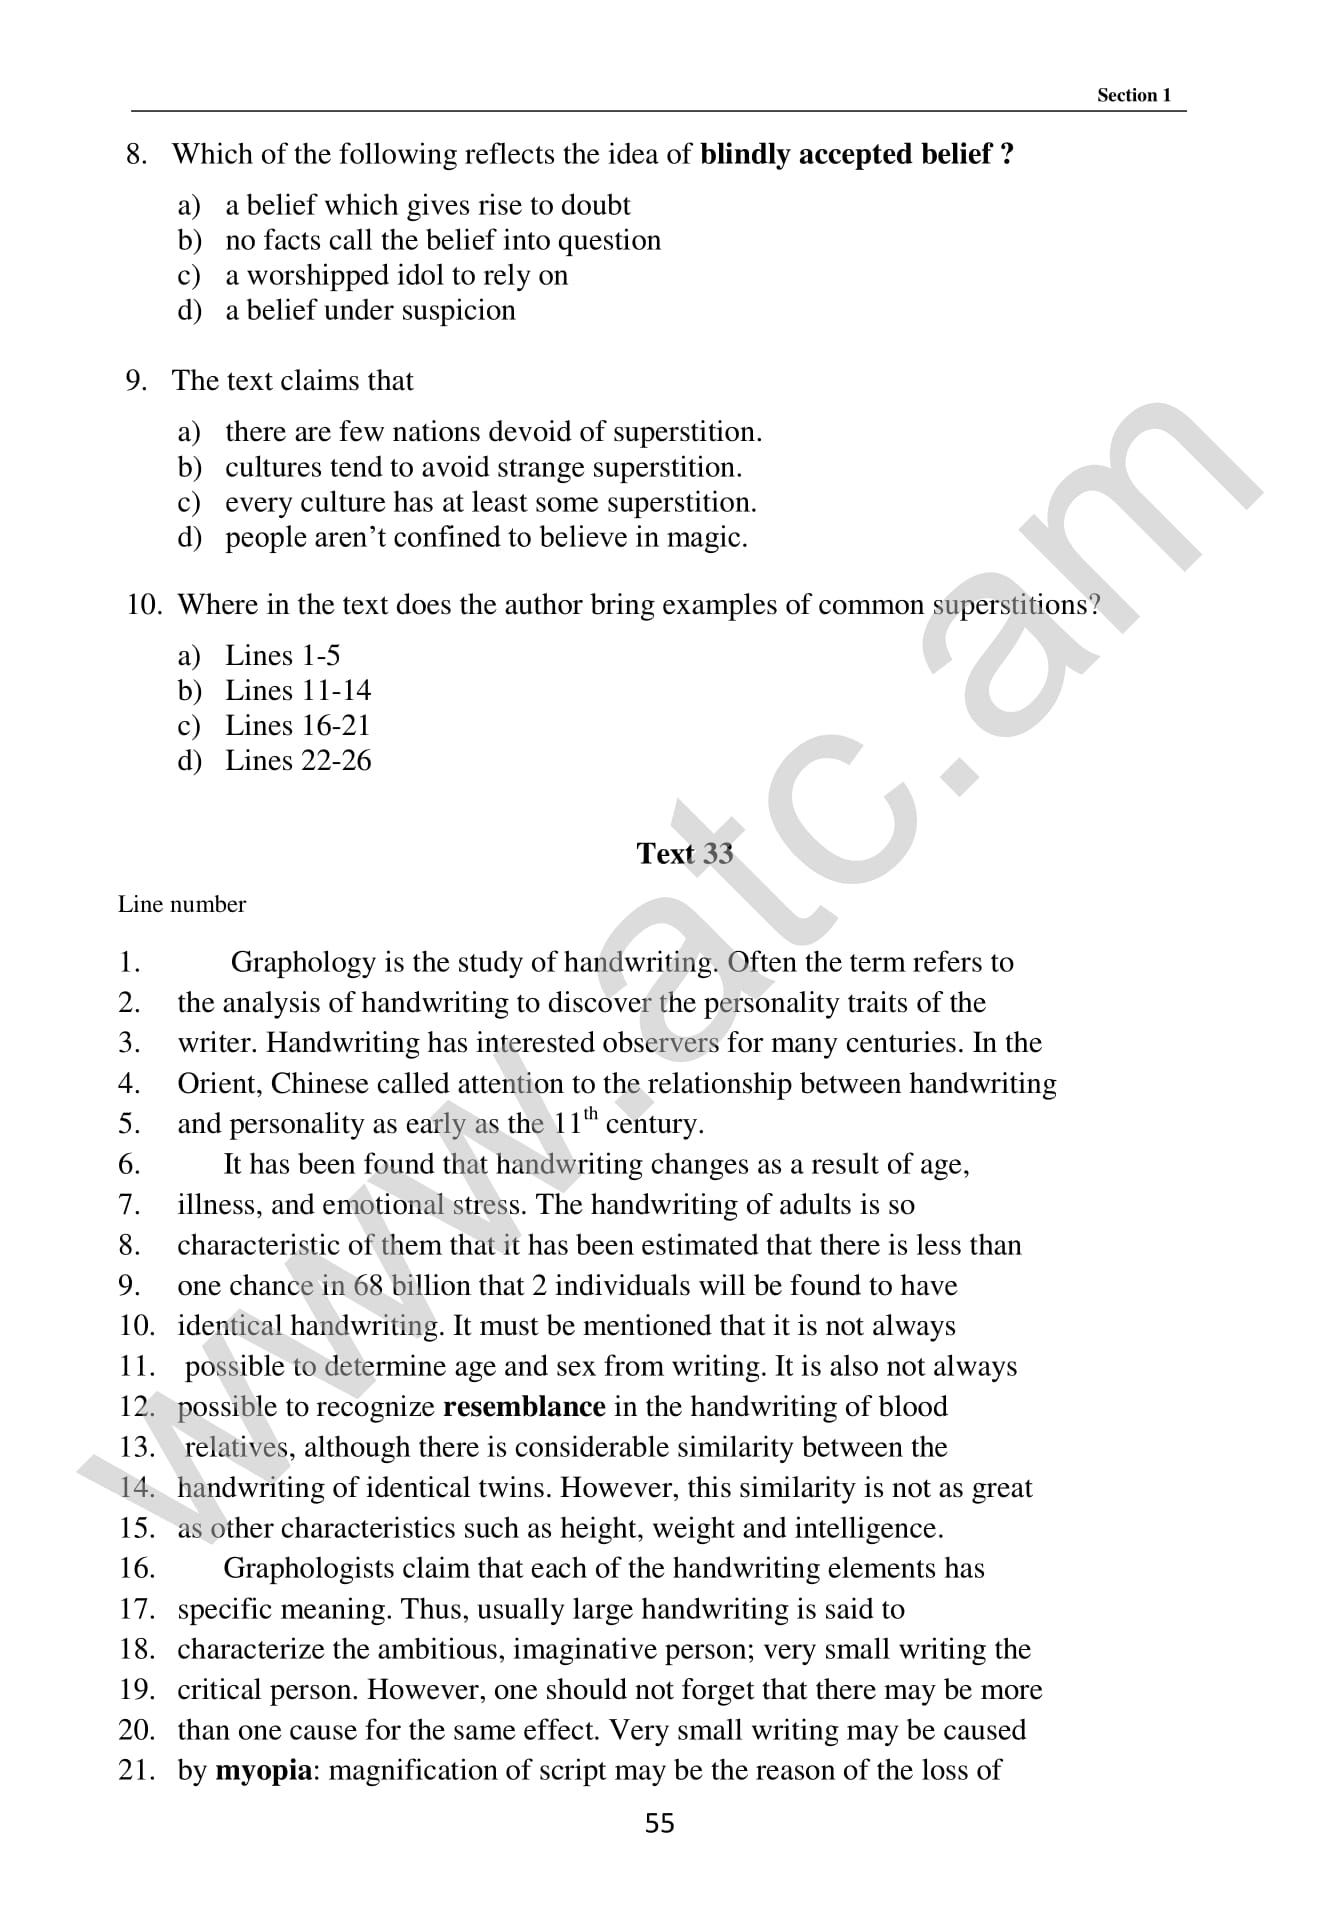 Section 1
8. Which of the following reflects the idea of blindly accepted belief ?
a) a belief which gives rise to doubt
b) no facts call the belief into question
c) a worshipped idol to rely on
d) a belief under suspicion
9. The text claims that
a) there are few nations devoid of superstition.
b) cultures tend to avoid strange superstition.
c) every culture has at least some superstition.
d) people aren’t confined to believe in magic.
10. Where in the text does the author bring examples of common superstitions?
a) Lines 1-5
b) Lines 11-14
c) Lines 16-21
d) Lines 22-26
Text 33
Line number
1. Graphology is the study of handwriting. Often the term refers to
2. the analysis of handwriting to discover the personality traits of the
3. writer. Handwriting has interested observers for many centuries. In the
4. Orient, Chinese called attention to the relationship between handwriting
5. and personality as early as the 11th century.
6. It has been found that handwriting changes as a result of age,
7. illness, and emotional stress. The handwriting of adults is so
8. characteristic of them that it has been estimated that there is less than
9. one chance in 68 billion that 2 individuals will be found to have
10. identical handwriting. It must be mentioned that it is not always
11. possible to determine age and sex from writing. It is also not always
12. possible to recognize resemblance in the handwriting of blood
13. relatives, although there is considerable similarity between the
14. handwriting of identical twins. However, this similarity is not as great
15. as other characteristics such as height, weight and intelligence.
16. Graphologists claim that each of the handwriting elements has
17. specific meaning. Thus, usually large handwriting is said to
18. characterize the ambitious, imaginative person; very small writing the
19. critical person. However, one should not forget that there may be more
20. than one cause for the same effect. Very small writing may be caused
21. by myopia: magnification of script may be the reason of the loss of
55
www.atc.am